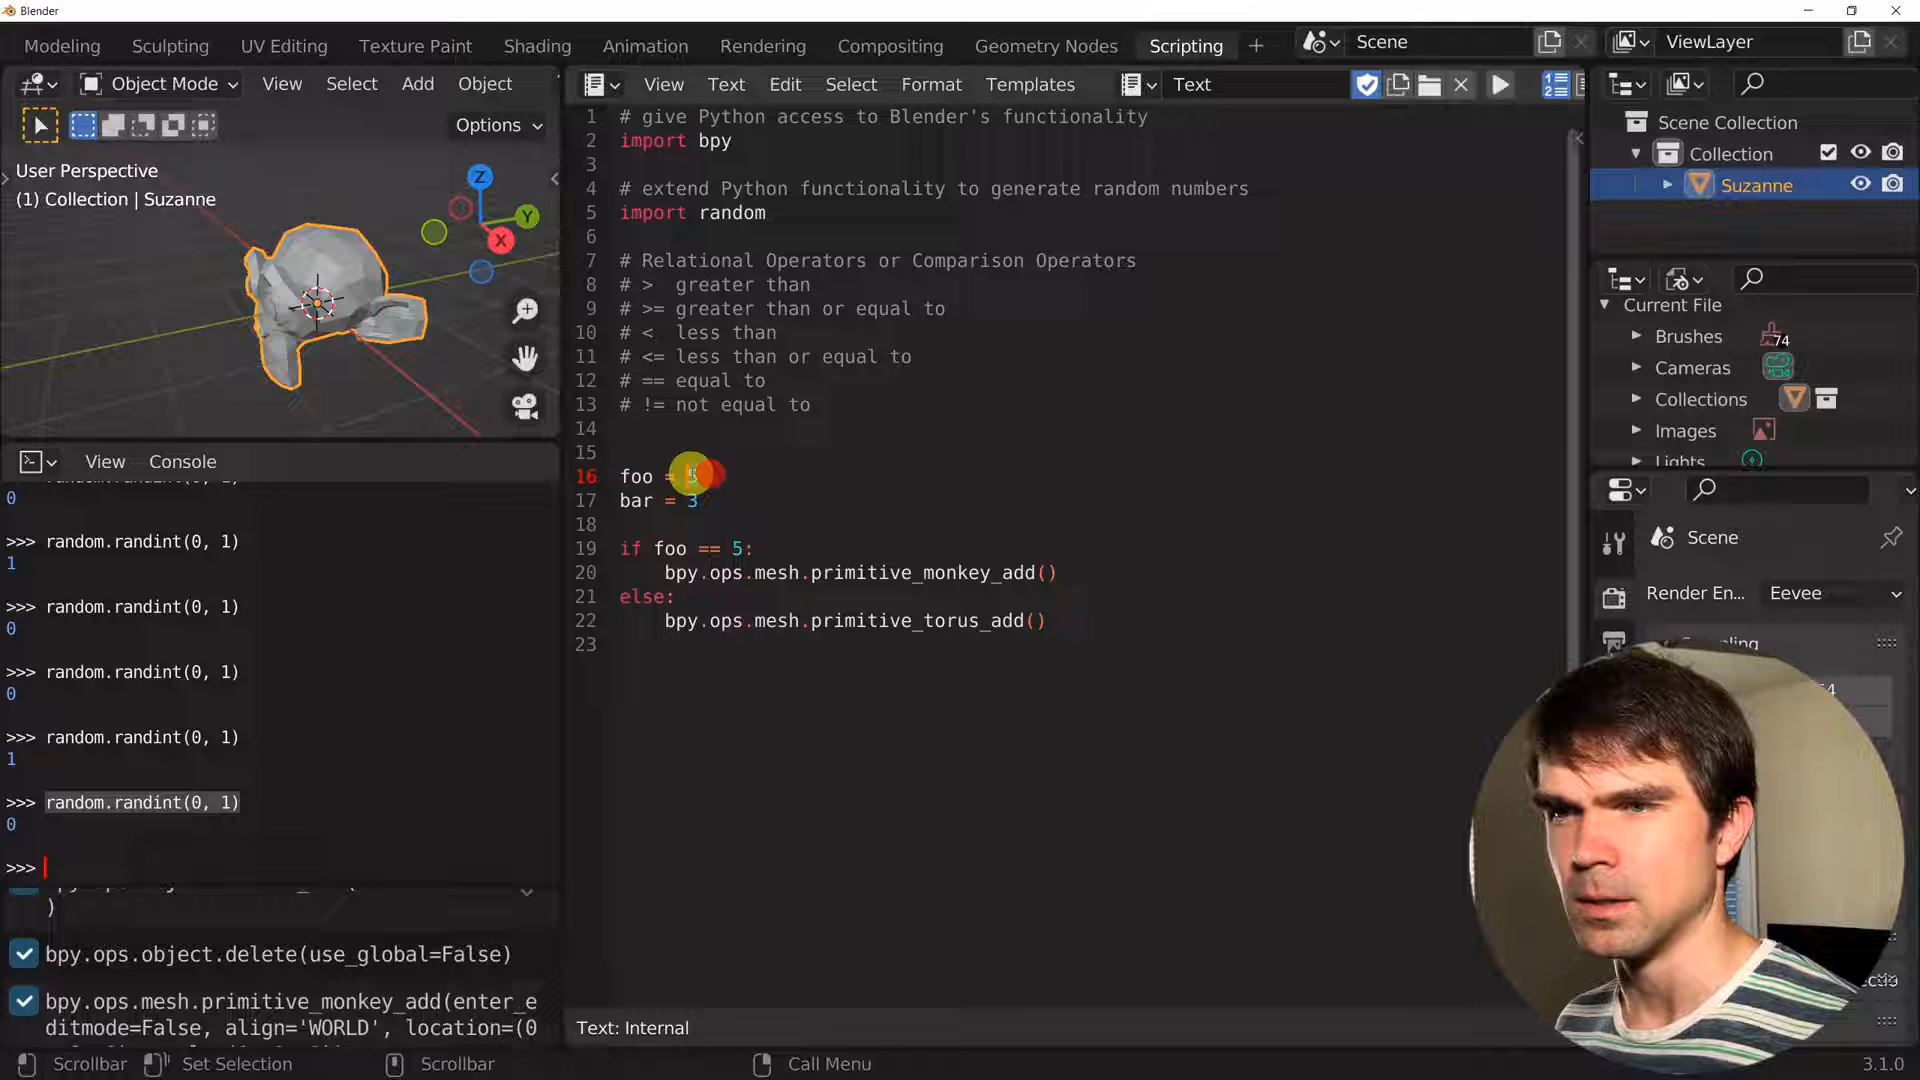 Blender
Modeling Sculpting UV Editing Texture Paint Shading Animation Rendering Compositing Geometry Nodes Scripting + Scene ViewLayer
Object Mode View Select Add Object
View Text Edit Select Format Templates Text
Options
User Perspective
(1) Collection | Suzanne
Z
Y
X
1 # give Python access to Blender's functionality
2 import bpy
3
4 # extend Python functionality to generate random numbers
5 import random
6
7 # Relational Operators or Comparison Operators
8 # > greater than
9 # >= greater than or equal to
10 # < less than
11 # <= less than or equal to
12 # == equal to
13 # != not equal to
14
15
16 foo =
17 bar = 3
18
19 if foo == 5:
20 bpy.ops.mesh.primitive_monkey_add()
21 else:
22 bpy.ops.mesh.primitive_torus_add()
23
Text: Internal
View Console
0
>>> random.randint(0, 1)
1
>>> random.randint(0, 1)
0
>>> random.randint(0, 1)
0
>>> random.randint(0, 1)
1
>>> random.randint(0, 1)
0
>>>
)
bpy.ops.object.delete(use_global=False)
bpy.ops.mesh.primitive_monkey_add(enter_e
ditmode=False, align='WORLD', location=(0
Scene Collection
Collection
Suzanne
Current File
Brushes 74
Cameras
Collections
Images
Lights
Scene
Render En... Eevee
Scrollbar Set Selection Scrollbar Call Menu 3.1.0